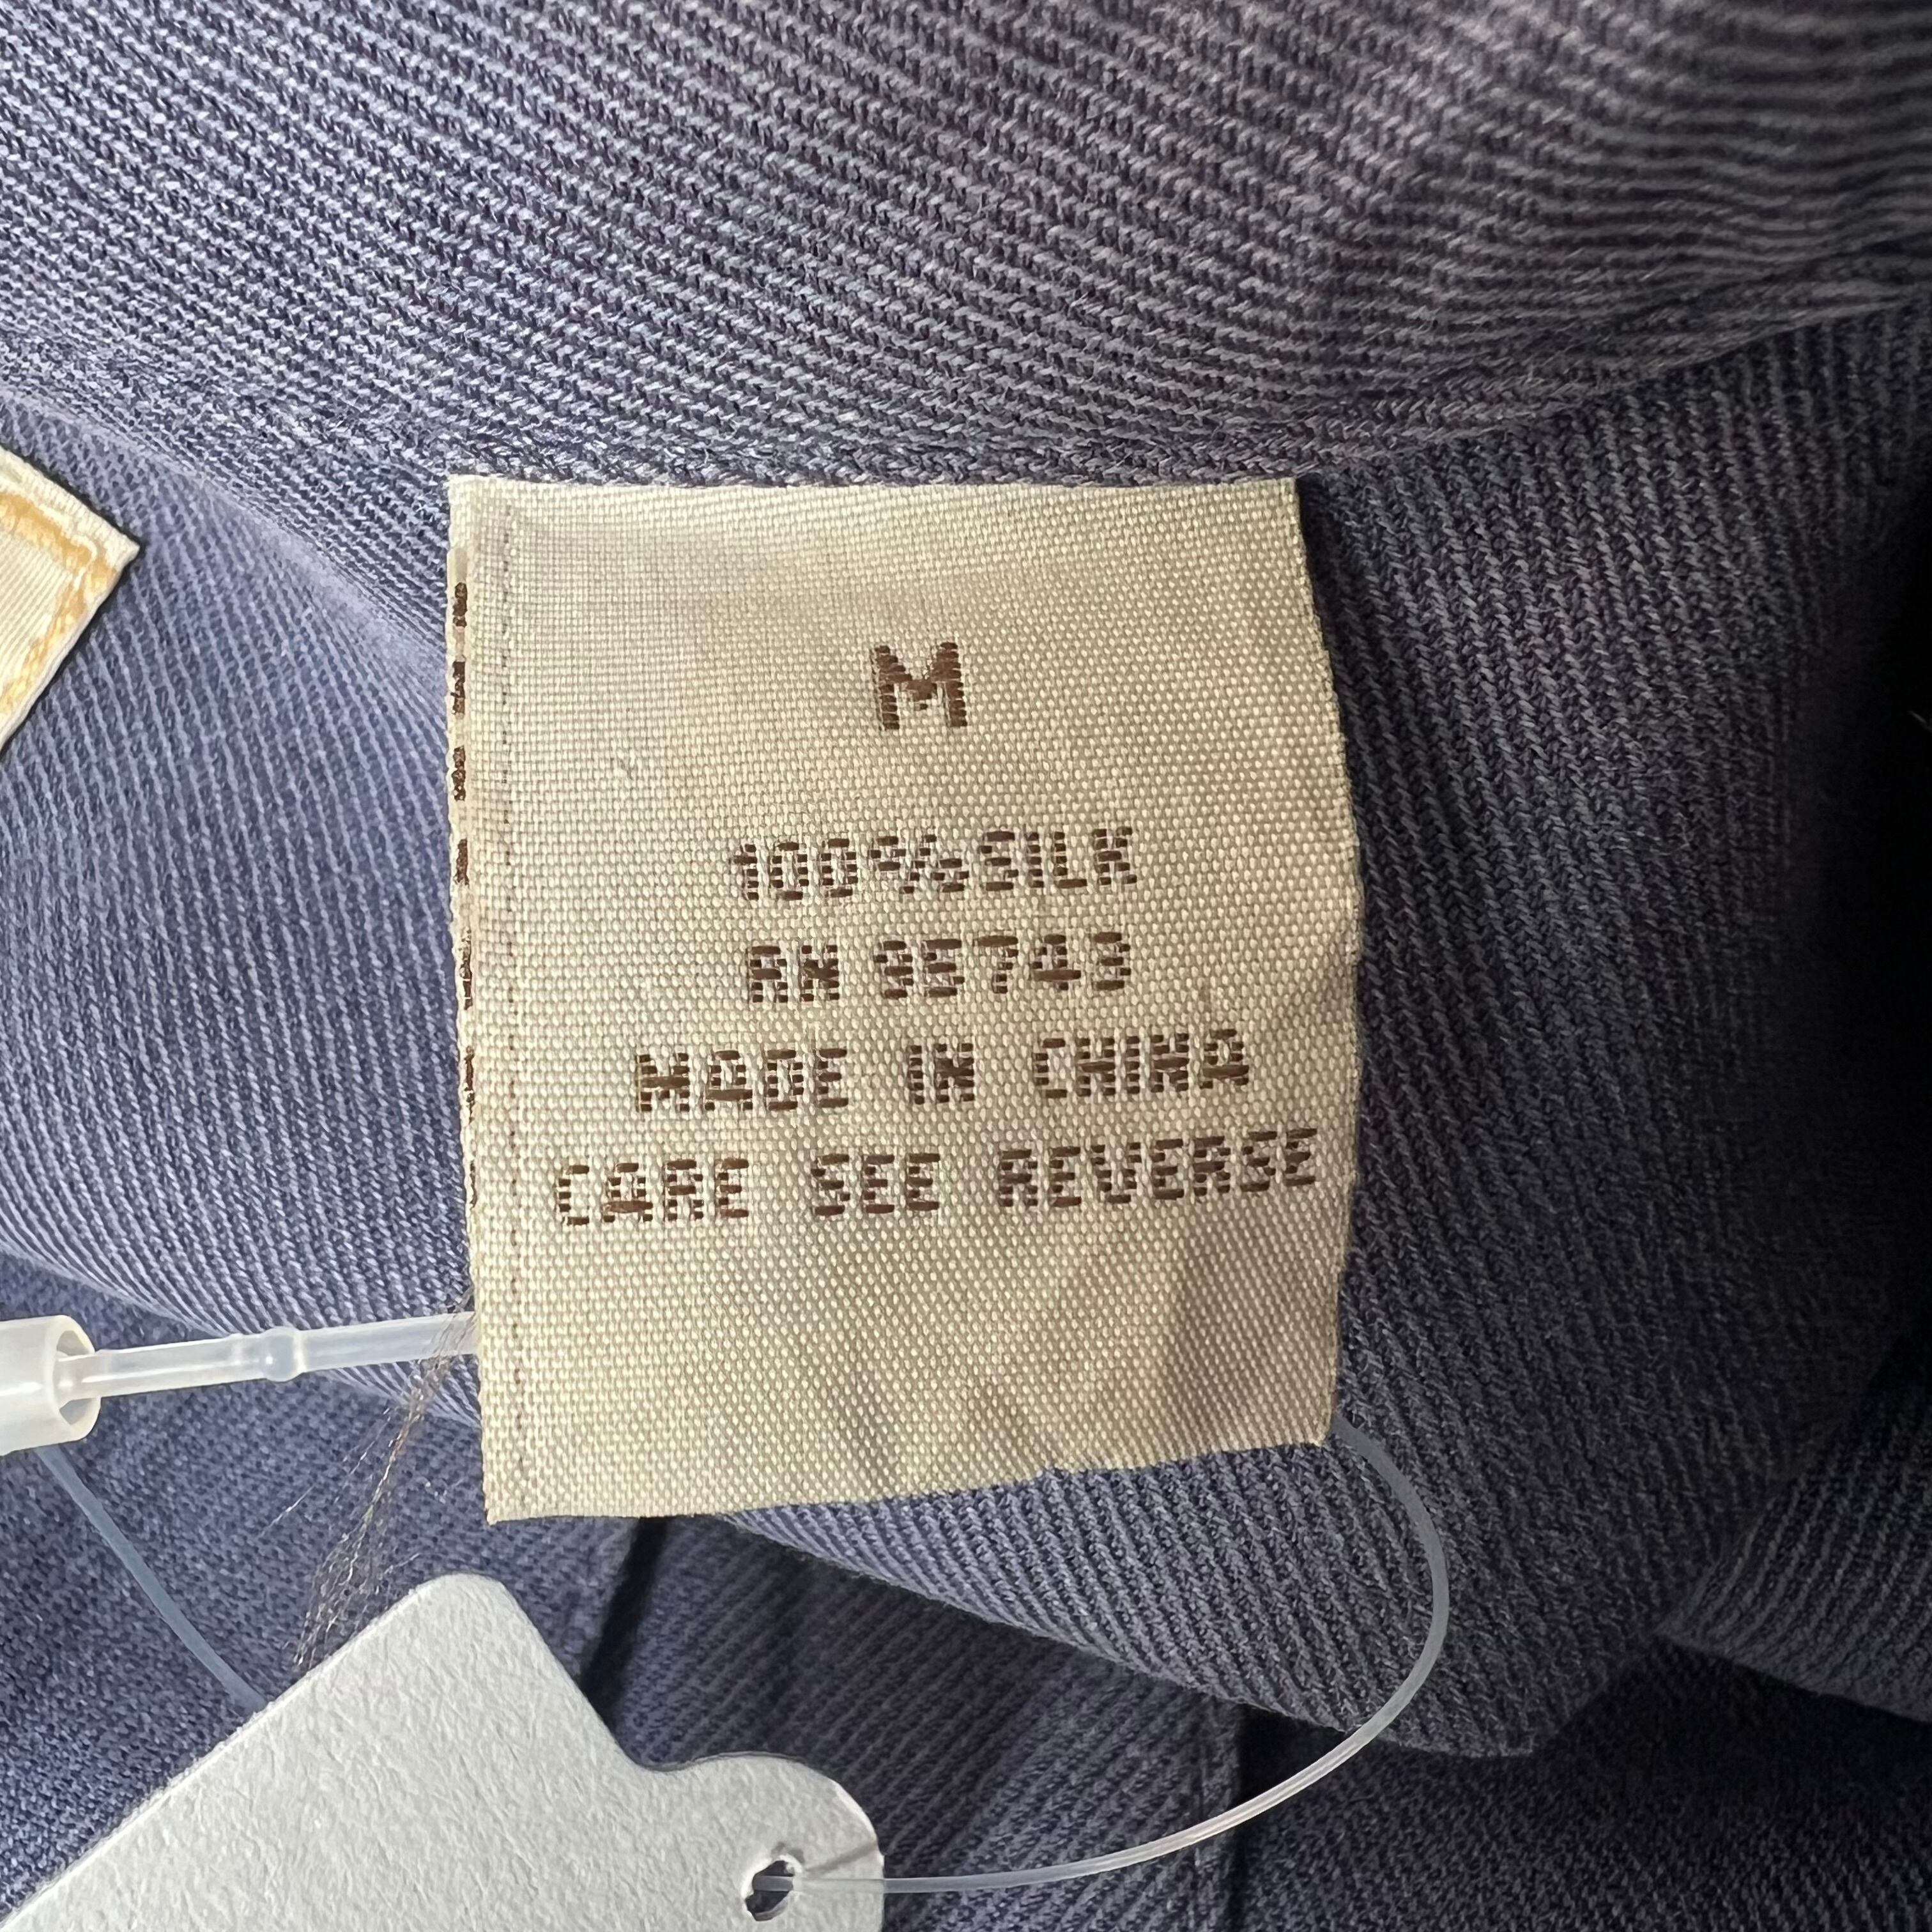 M
100%SILK
RN 95743
MADE IN CHINA
CARE SEE REVERSE